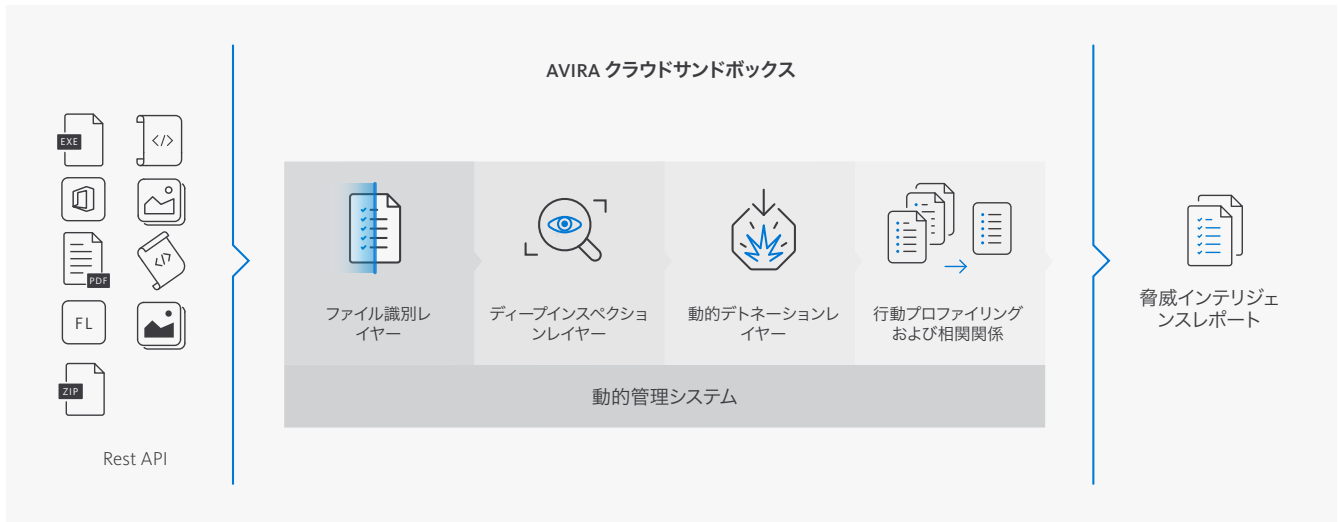 AVIRA クラウドサンドボックス
EXE
</>
PDF
</>
FL
ZIP
Rest API
ファイル識別レ
イヤー
ディープインスペクショ
ンレイヤー
動的デトネーションレ
イヤー
行動プロファイリング
および相関関係
動的管理システム
脅威インテリジェ
ンスレポート